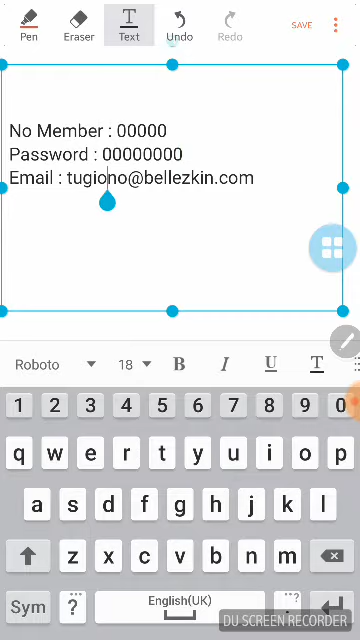 Pen Eraser Text Undo Redo SAVE
No Member : 00000
Password : 00000000
Email : tugiono@bellezkin.com
Roboto 18 B I U T
1 2 3 4 5 6 7 8 9 0
q w e r t y u i o p
a s d f g h j k l
z x c v b n m
Sym ? English(UK) .
DU SCREEN RECORDER